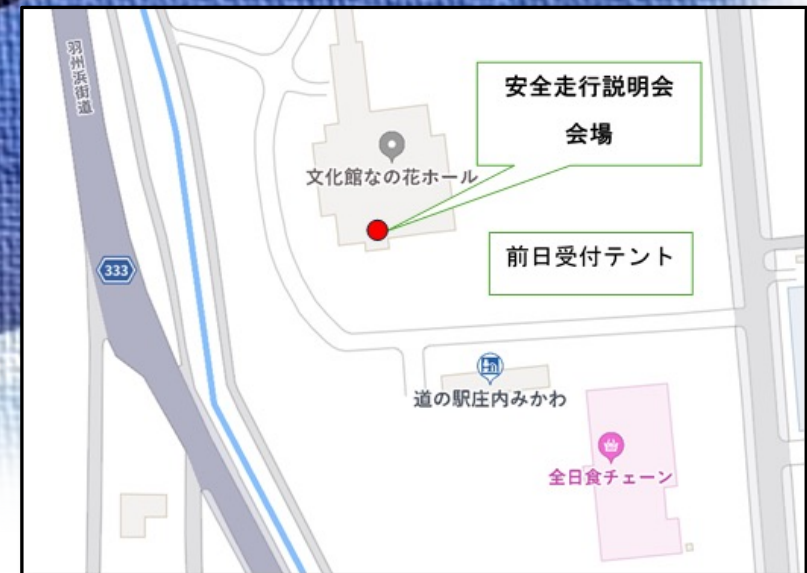 羽州浜街道
安全走行説明会
会場
文化館なの花ホール
前日受付テント
333
道の駅庄内みかわ
全日食チェーン